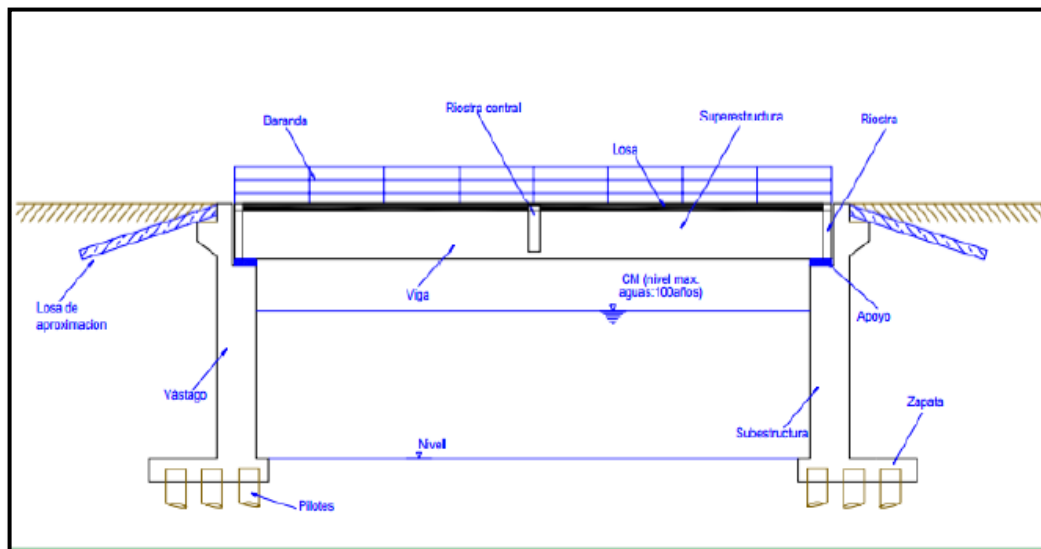 Riostra central
Baranda
Superestructura
Riostra
Losa
Viga
CM (nivel max.
aguas:100años)
Losa de
aproximacion
Apoyo
Vástago
Zapata
Subestructura
Nivel
Pilotes